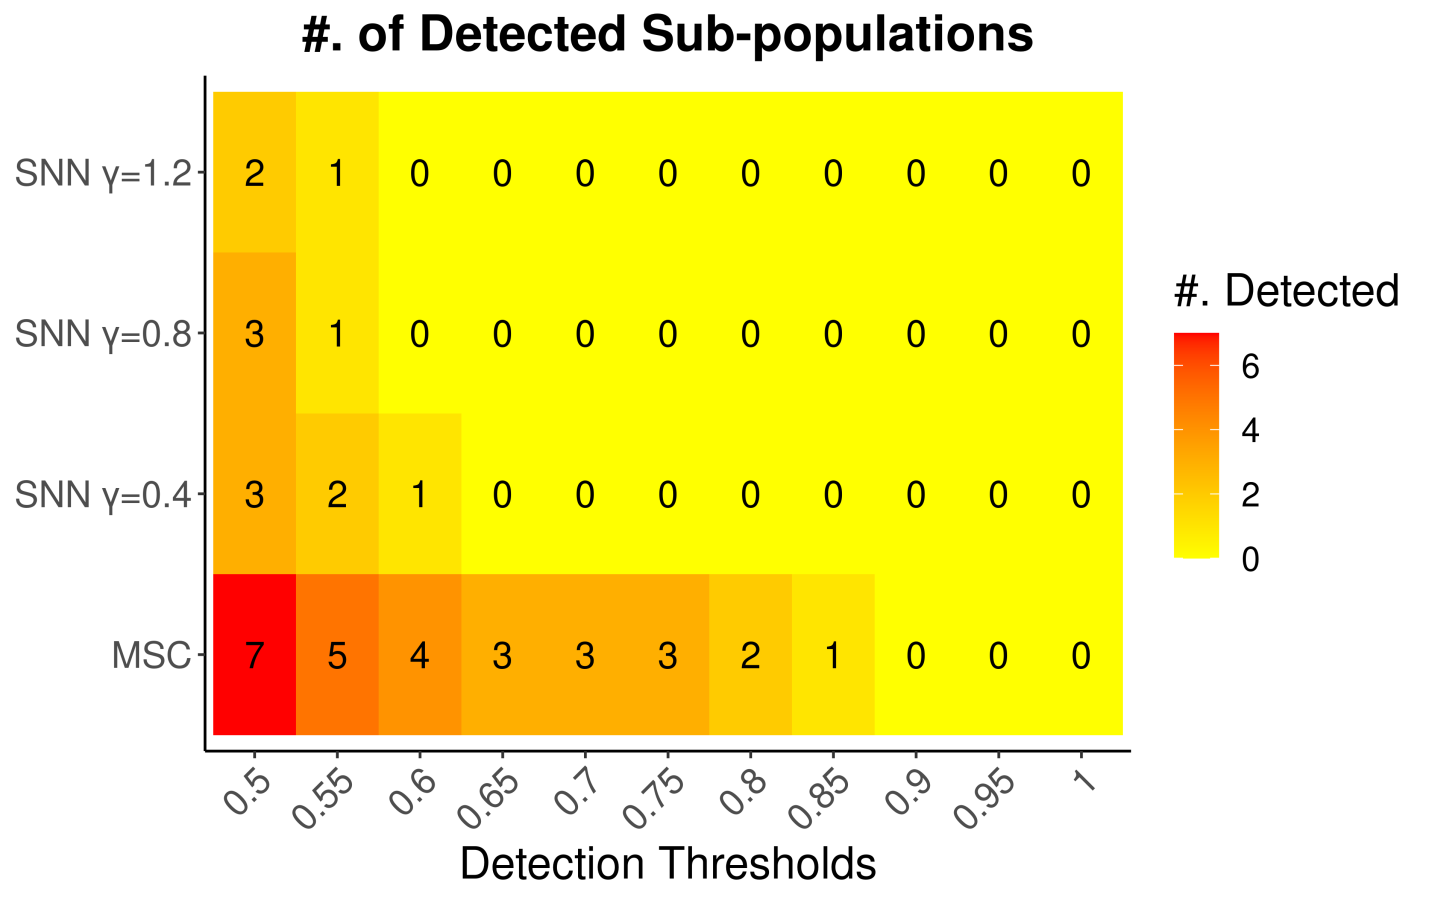 #. of Detected Sub-populations
SNN γ=1.2 2 1 0 0 0 0 0 0 0 0 0
SNN γ=0.8 3 1 0 0 0 0 0 0 0 0 0
SNN γ=0.4 3 2 1 0 0 0 0 0 0 0 0
MSC 7 5 4 3 3 3 2 1 0 0 0
0.5 0.55 0.6 0.65 0.7 0.75 0.8 0.85 0.9 0.95 1
Detection Thresholds
#. Detected
6
4
2
0